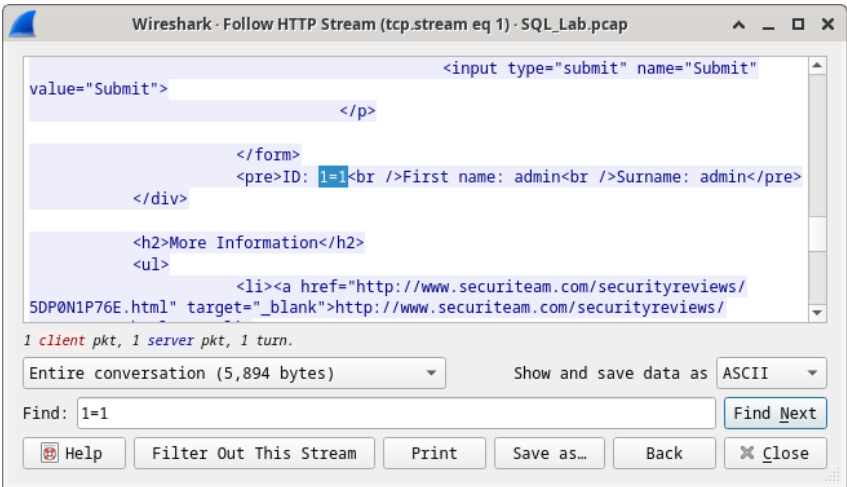 Wireshark · Follow HTTP Stream (tcp.stream eq 1) · SQL_Lab.pcap
<input type="submit" name="Submit"
value="Submit">
</p>
</form>
<pre>ID: 1=1<br />First name: admin<br />Surname: admin</pre>
</div>
<h2>More Information</h2>
<ul>
<li><a href="http://www.securiteam.com/securityreviews/
5DP0N1P76E.html" target="_blank">http://www.securiteam.com/securityreviews/
1 client pkt, 1 server pkt, 1 turn.
Entire conversation (5,894 bytes) Show and save data as ASCII
Find: 1=1 Find Next
Help Filter Out This Stream Print Save as… Back Close